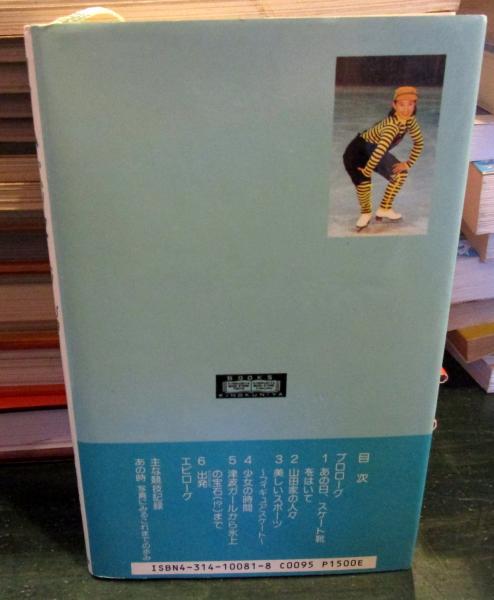 BOOKS
KINOKUNIYA
目次
プロローグ
1 あの日、スケート靴
をはいて
2 山田家の人々
3 美しいスポーツ
〜フィギュアスケート〜
4 少女の時間
5 津波ガールから氷上
の宝石(?)まで
6 出発
エピローグ
主な競技記録
あの時 写真にみるこれまでの歩み
ISBN4-314-10081-8 C0095 P1500E